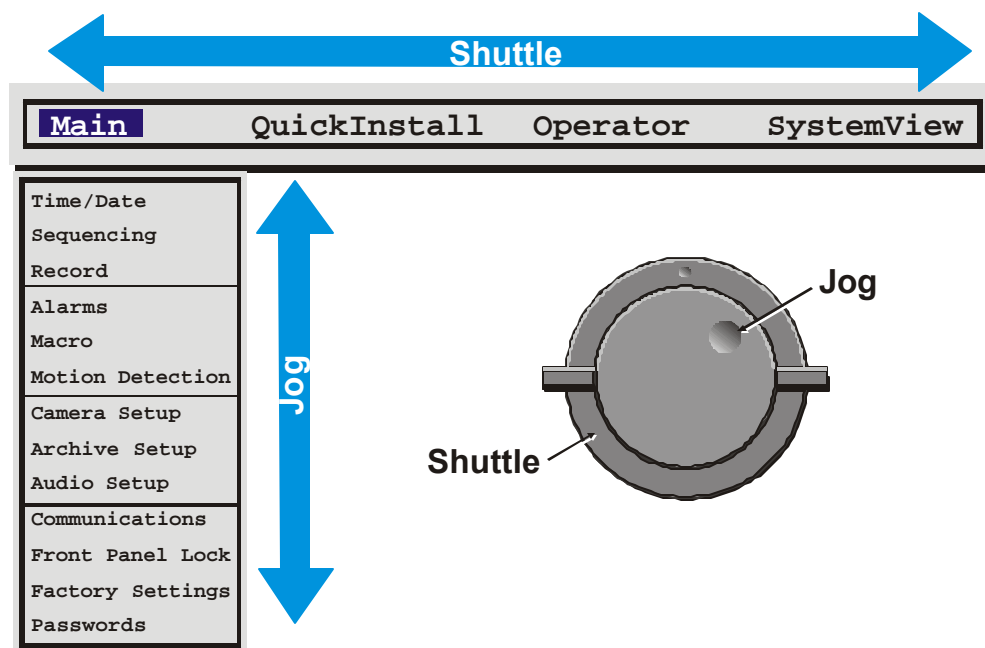 Shuttle
Main QuickInstall Operator SystemView
Time/Date
Sequencing
Record
Alarms
Macro
Motion Detection
Camera Setup
Archive Setup
Audio Setup
Communications
Front Panel Lock
Factory Settings
Passwords
Jog
Jog
Shuttle